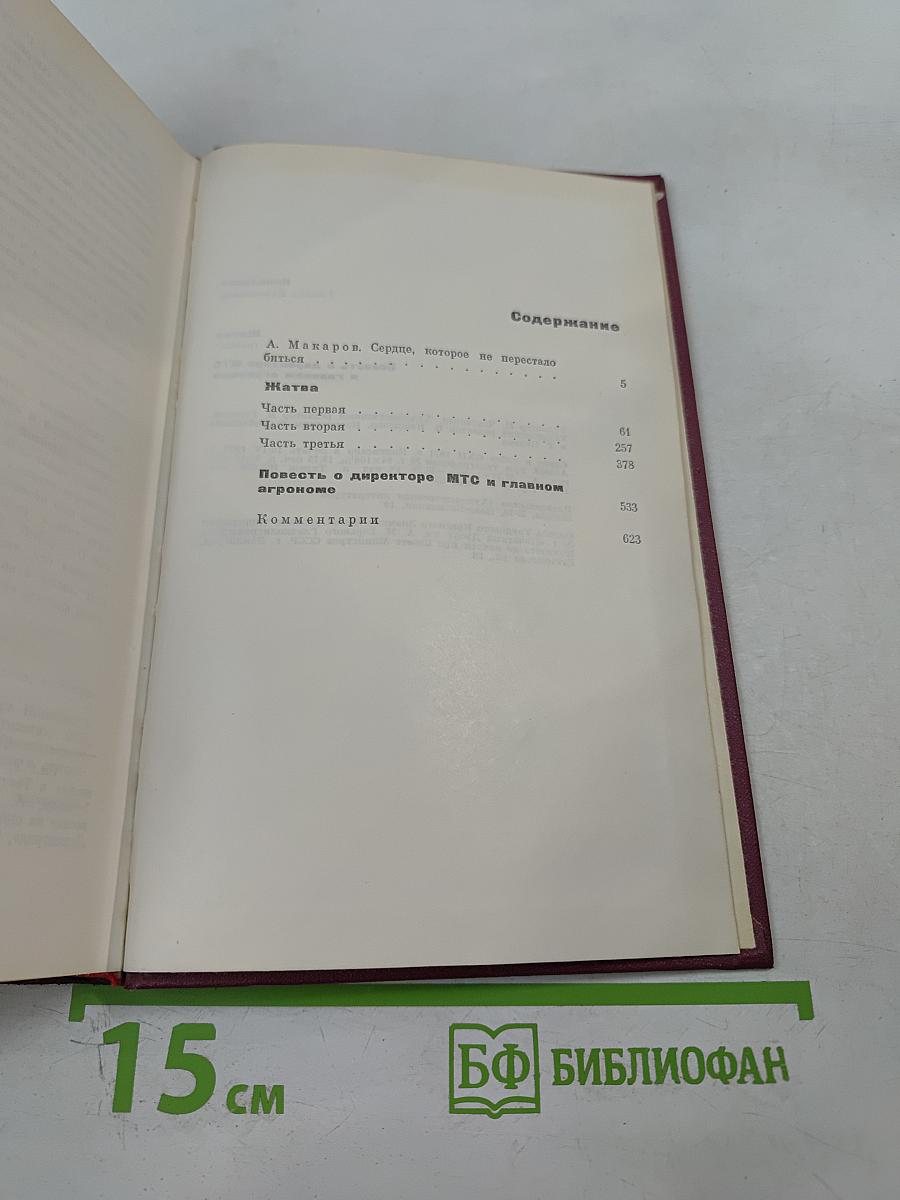 Содержание
А. Макаров. Сердце, которое не перестало
биться . . . . . . . . . . . . . . . . . 5
Жатва
Часть первая . . . . . . . . . . . . . . 61
Часть вторая . . . . . . . . . . . . . . 257
Часть третья . . . . . . . . . . . . . . 378
Повесть о директоре МТС и главном
агрономе 533
Комментарии 623
15 см
БФ БИБЛИОФАН